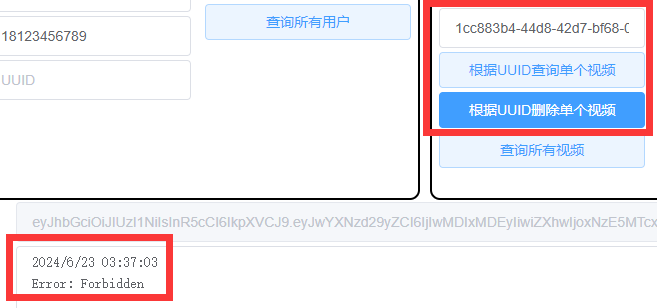 18123456789
UUID
查询所有用户
1cc883b4-44d8-42d7-bf68-0
根据UUID查询单个视频
根据UUID删除单个视频
查询所有视频
eyJhbGciOiJIUzI1NiIsInR5cCI6IkpXVCJ9.eyJwYXNzd29yZCI6IjIwMDIxMDEyIiwiZXhwIjoxNzE5MTcx
2024/6/23 03:37:03
Error: Forbidden